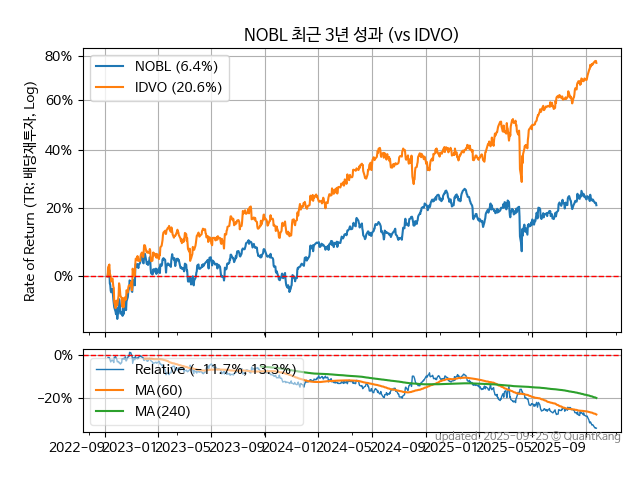 NOBL 최근 3년 성과 (vs IDVO)
Rate of Return (TR: 배당재투자, Log)
80%
60%
40%
20%
0%
NOBL (6.4%)
IDVO (20.6%)
0%
−20%
Relative (−11.7%, 13.3%)
MA(60)
MA(240)
updated: 2025-09-25 © QuantKang
2022-09 2023-01 2023-05 2023-09 2024-01 2024-05 2024-09 2025-01 2025-05 2025-09